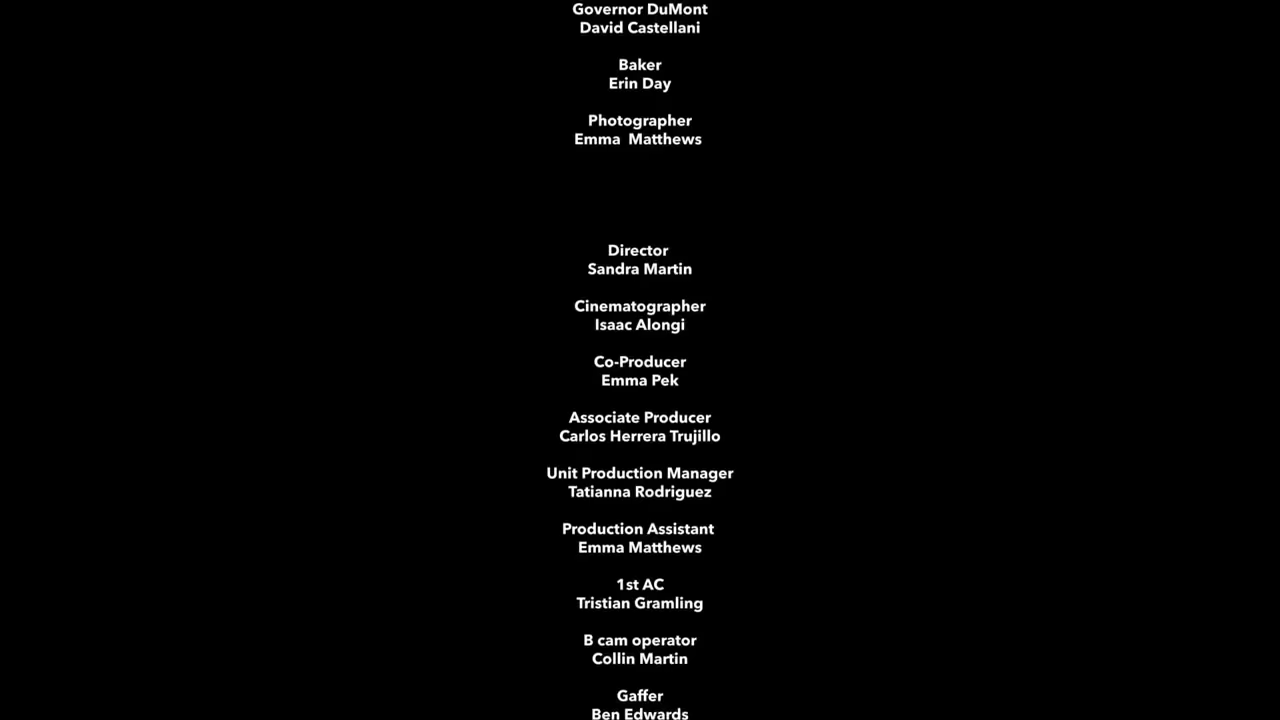 Governor DuMont
David Castellani
Baker
Erin Day
Photographer
Emma  Matthews
Director
Sandra Martin
Cinematographer
Isaac Alongi
Co-Producer
Emma Pek
Associate Producer
Carlos Herrera Trujillo
Unit Production Manager
Tatianna Rodriguez
Production Assistant
Emma Matthews
1st AC
Tristian Gramling
B cam operator
Collin Martin
Gaffer
Ben Edwards